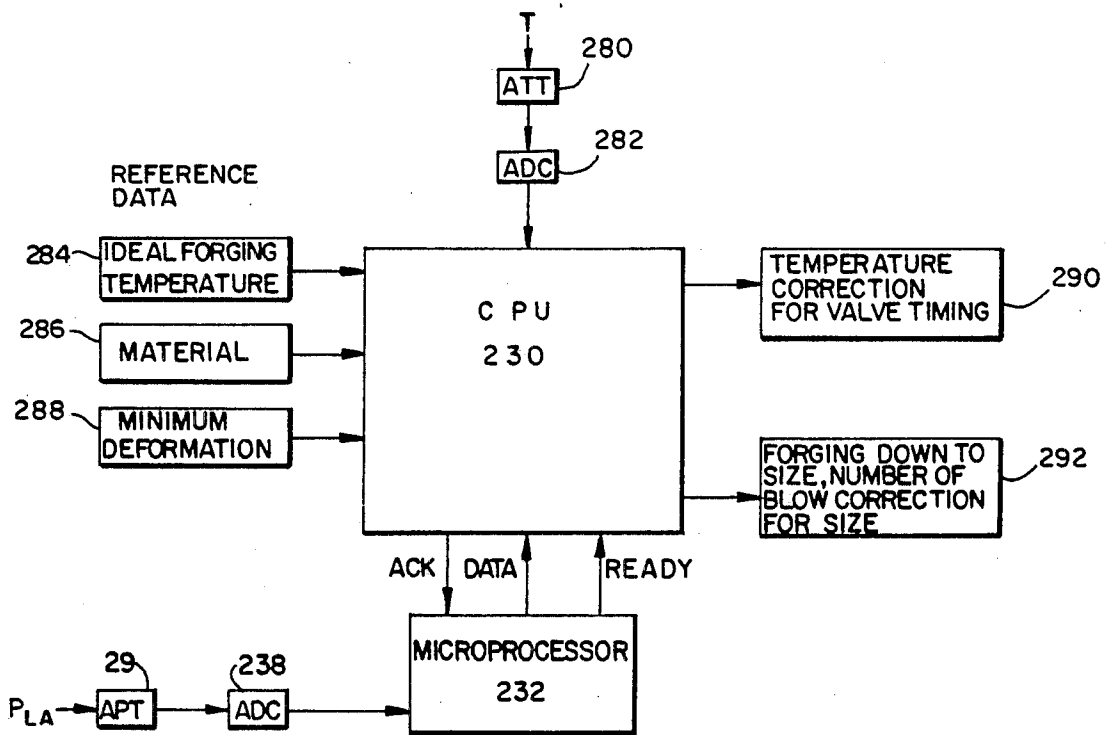 T
280
ATT
282
ADC
REFERENCE
DATA
284
IDEAL FORGING
TEMPERATURE
286
MATERIAL
288
MINIMUM
DEFORMATION
CPU
230
TEMPERATURE
CORRECTION
FOR VALVE TIMING
290
FORGING DOWN TO
SIZE, NUMBER OF
BLOW CORRECTION
FOR SIZE
292
ACK DATA READY
MICROPROCESSOR
232
29
238
PLA
APT
ADC